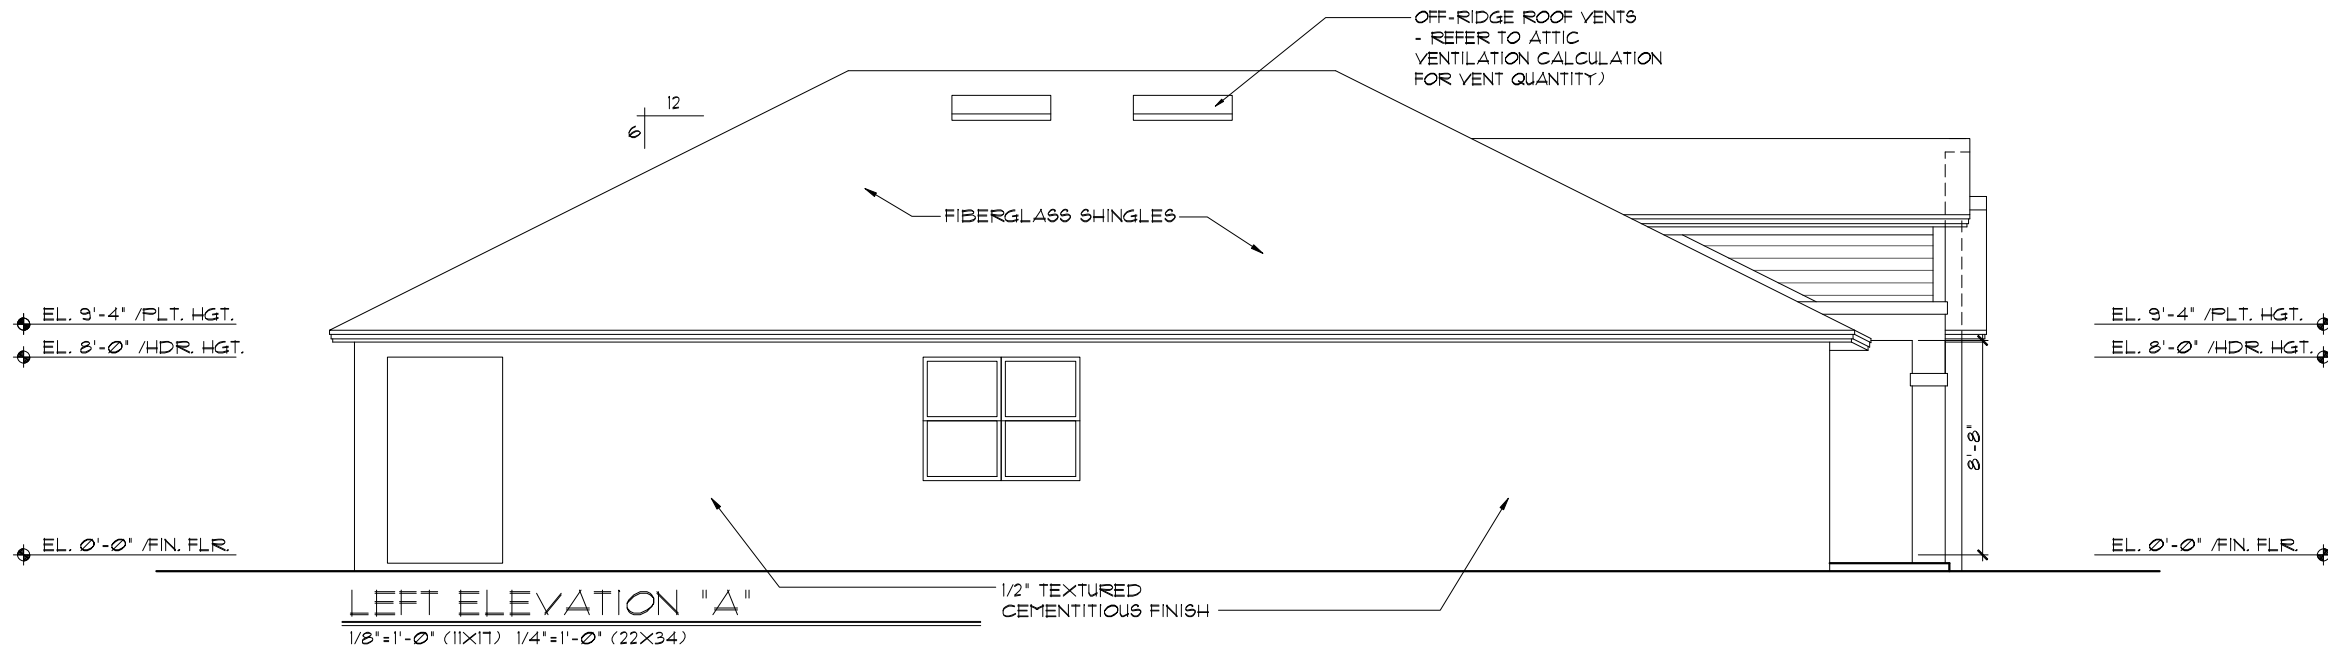 OFF-RIDGE ROOF VENTS
- REFER TO ATTIC
VENTILATION CALCULATION
FOR VENT QUANTITY)
12
6
FIBERGLASS SHINGLES
EL. 9'-4" /PLT. HGT.
EL. 8'-0" /HDR. HGT.
EL. 0'-0" /FIN. FLR.
EL. 9'-4" /PLT. HGT.
EL. 8'-0" /HDR. HGT.
8'-8"
EL. 0'-0" /FIN. FLR.
1/2" TEXTURED
CEMENTITIOUS FINISH
LEFT ELEVATION "A"
1/8"=1'-0" (11X17) 1/4"=1'-0" (22X34)